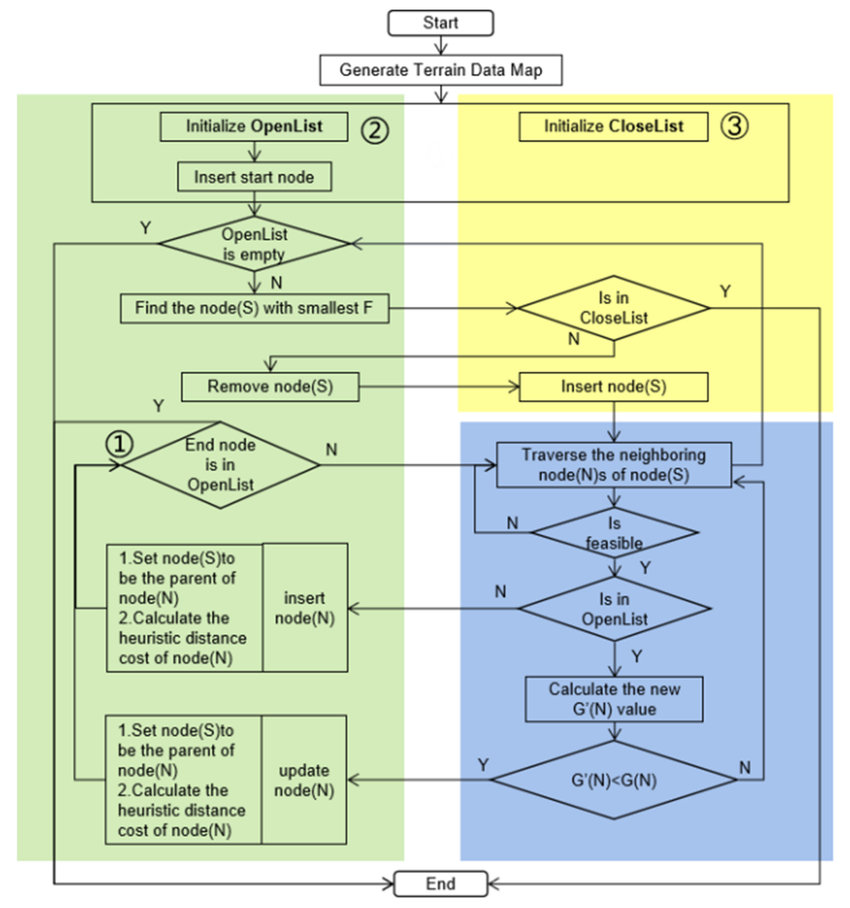 Start
Generate Terrain Data Map
Initialize OpenList
②
Initialize CloseList
③
Insert start node
Y
OpenList
is empty
N
Find the node(S) with smallest F
Is in
CloseList
Y
N
Remove node(S)
Insert node(S)
Y
①
End node
is in
OpenList
N
Traverse the neighboring
node(N)s of node(S)
N
Is
feasible
Y
1.Set node(S)to
be the parent of
node(N)
2.Calculate the
heuristic distance
cost of node(N)
insert
node(N)
N
Is in
OpenList
Y
Calculate the new
G'(N) value
1.Set node(S)to
be the parent of
node(N)
2.Calculate the
heuristic distance
cost of node(N)
update
node(N)
Y
G'(N)<G(N)
N
End